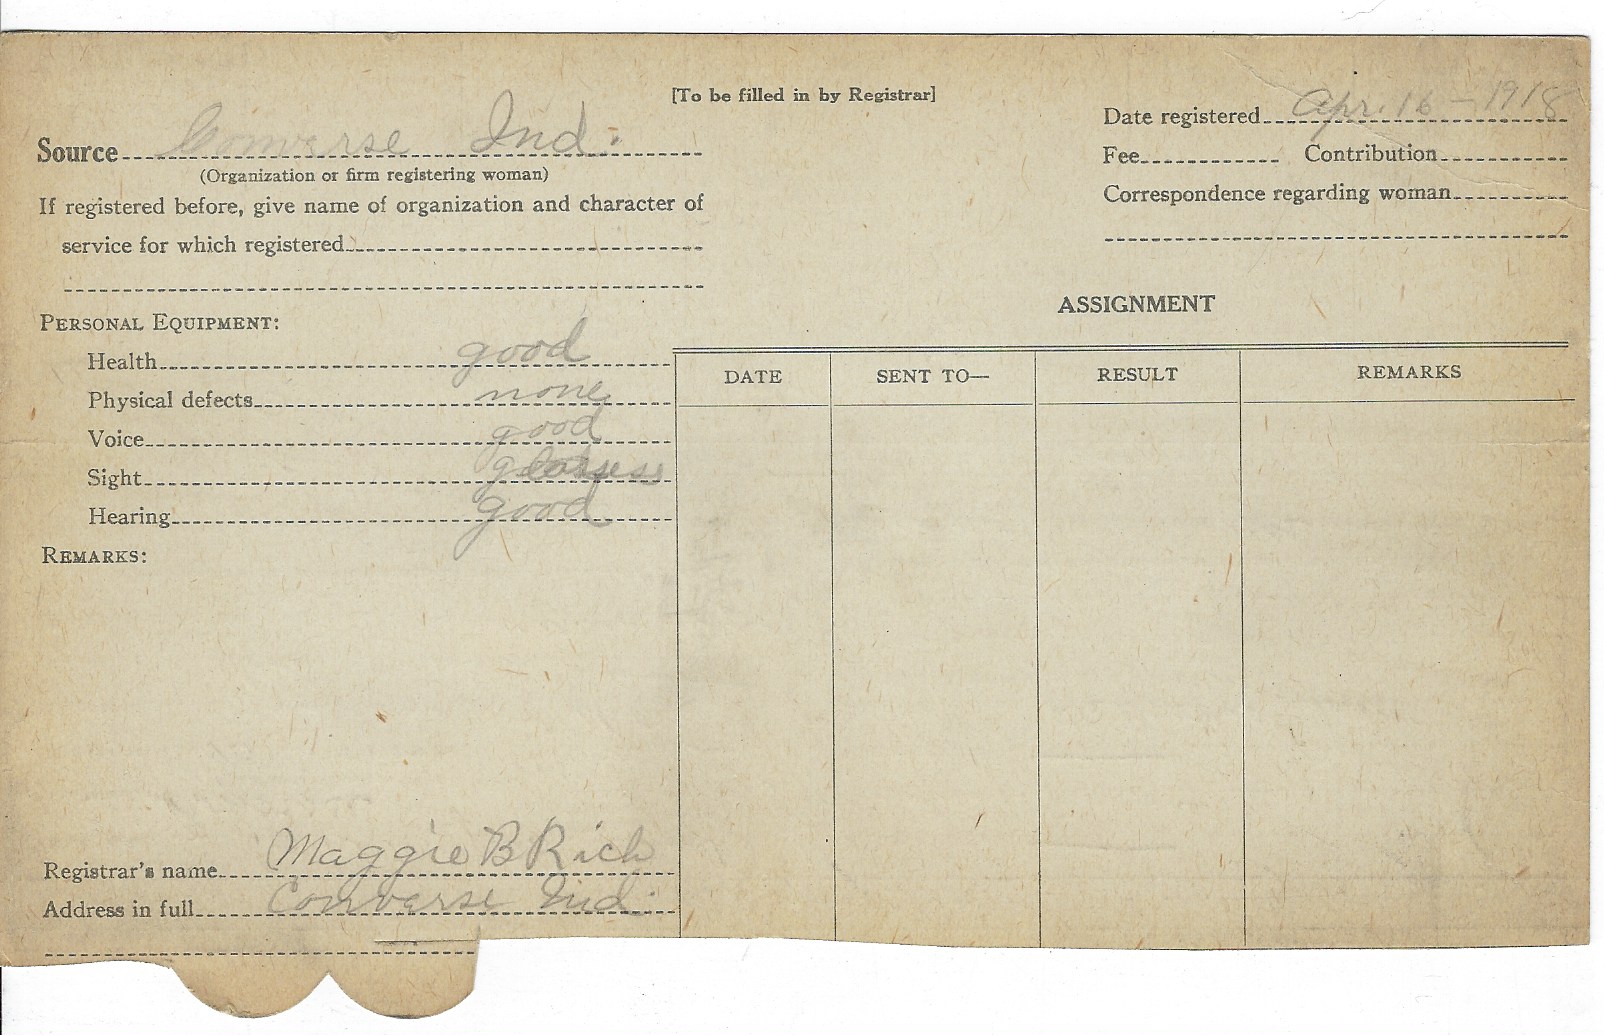 [To be filled in by Registrar]
Source Converse Ind.
(Organization or firm registering woman)
If registered before, give name of organization and character of
service for which registered
Date registered Apr. 16 - 1918
Fee Contribution
Correspondence regarding woman
PERSONAL EQUIPMENT:
Health good
Physical defects none
Voice good
Sight glasses
Hearing good
REMARKS:
ASSIGNMENT
DATE SENT TO— RESULT REMARKS
Registrar's name Maggie B Rich
Address in full Converse Ind.